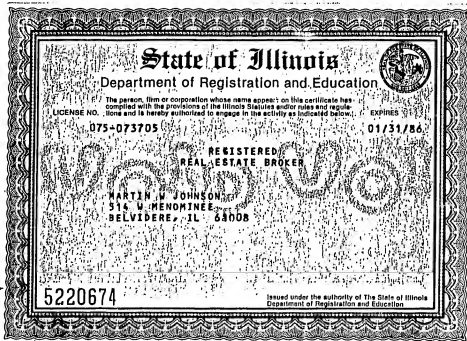 State of Illinois
Department of Registration and Education
The person, firm or corporation whose name appears on this certificate has
complied with the provisions of the Illinois Statutes and/or rules and regula-
tions and is hereby authorized to engage in the activity as indicated below.
LICENSE NO.
EXPIRES
075-073705
01/31/86
REGISTERED
REAL ESTATE BROKER
MARTIN W JOHNSON
514 W MENOMINEE
BELVIDERE, IL 61008
5220674
Issued under the authority of The State of Illinois
Department of Registration and Education